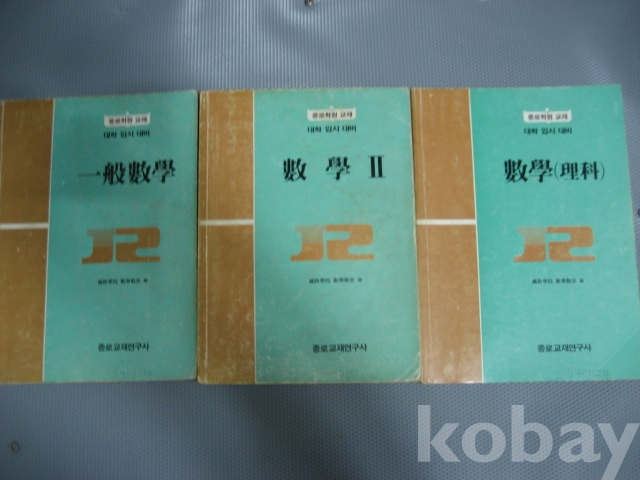 종로학원 교재
대학 입시 대비
一般數學
종로교재연구사
종로학원 교재
대학 입시 대비
數學 II
종로교재연구사
종로학원 교재
대학 입시 대비
數學(理科)
종로교재연구사
kobay